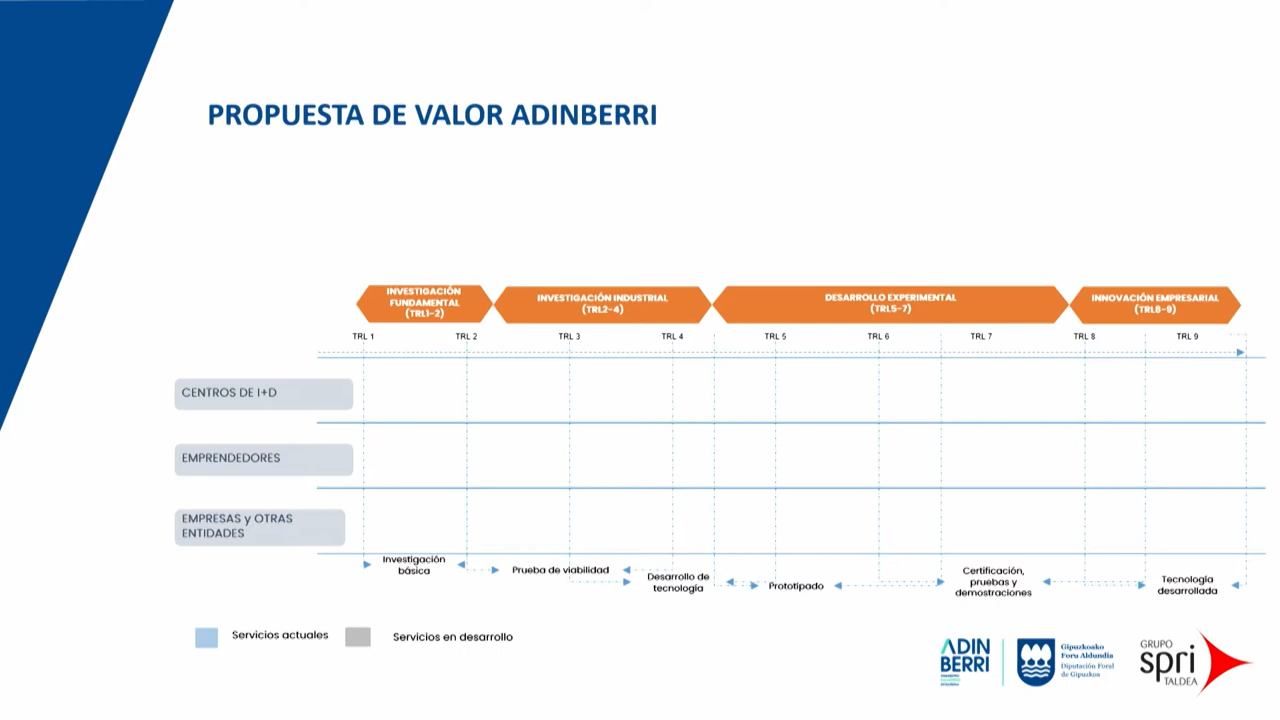 PROPUESTA DE VALOR ADINBERRI
INVESTIGACIÓN
FUNDAMENTAL
(TRL1-2)
INVESTIGACIÓN INDUSTRIAL
(TRL2-4)
DESARROLLO EXPERIMENTAL
(TRL5-7)
INNOVACIÓN EMPRESARIAL
(TRL8-9)
TRL 1
TRL 2
TRL 3
TRL 4
TRL 5
TRL 6
TRL 7
TRL 8
TRL 9
CENTROS DE I+D
EMPRENDEDORES
EMPRESAS y OTRAS
ENTIDADES
Investigación
básica
Prueba de viabilidad
Desarrollo de
tecnología
Prototipado
Certificación,
pruebas y
demostraciones
Tecnología
desarrollada
Servicios actuales
Servicios en desarrollo
ADIN
BERRI
Gipuzkoako
Foru Aldundia
Diputación Foral
de Gipuzkoa
GRUPO
spri
TALDEA